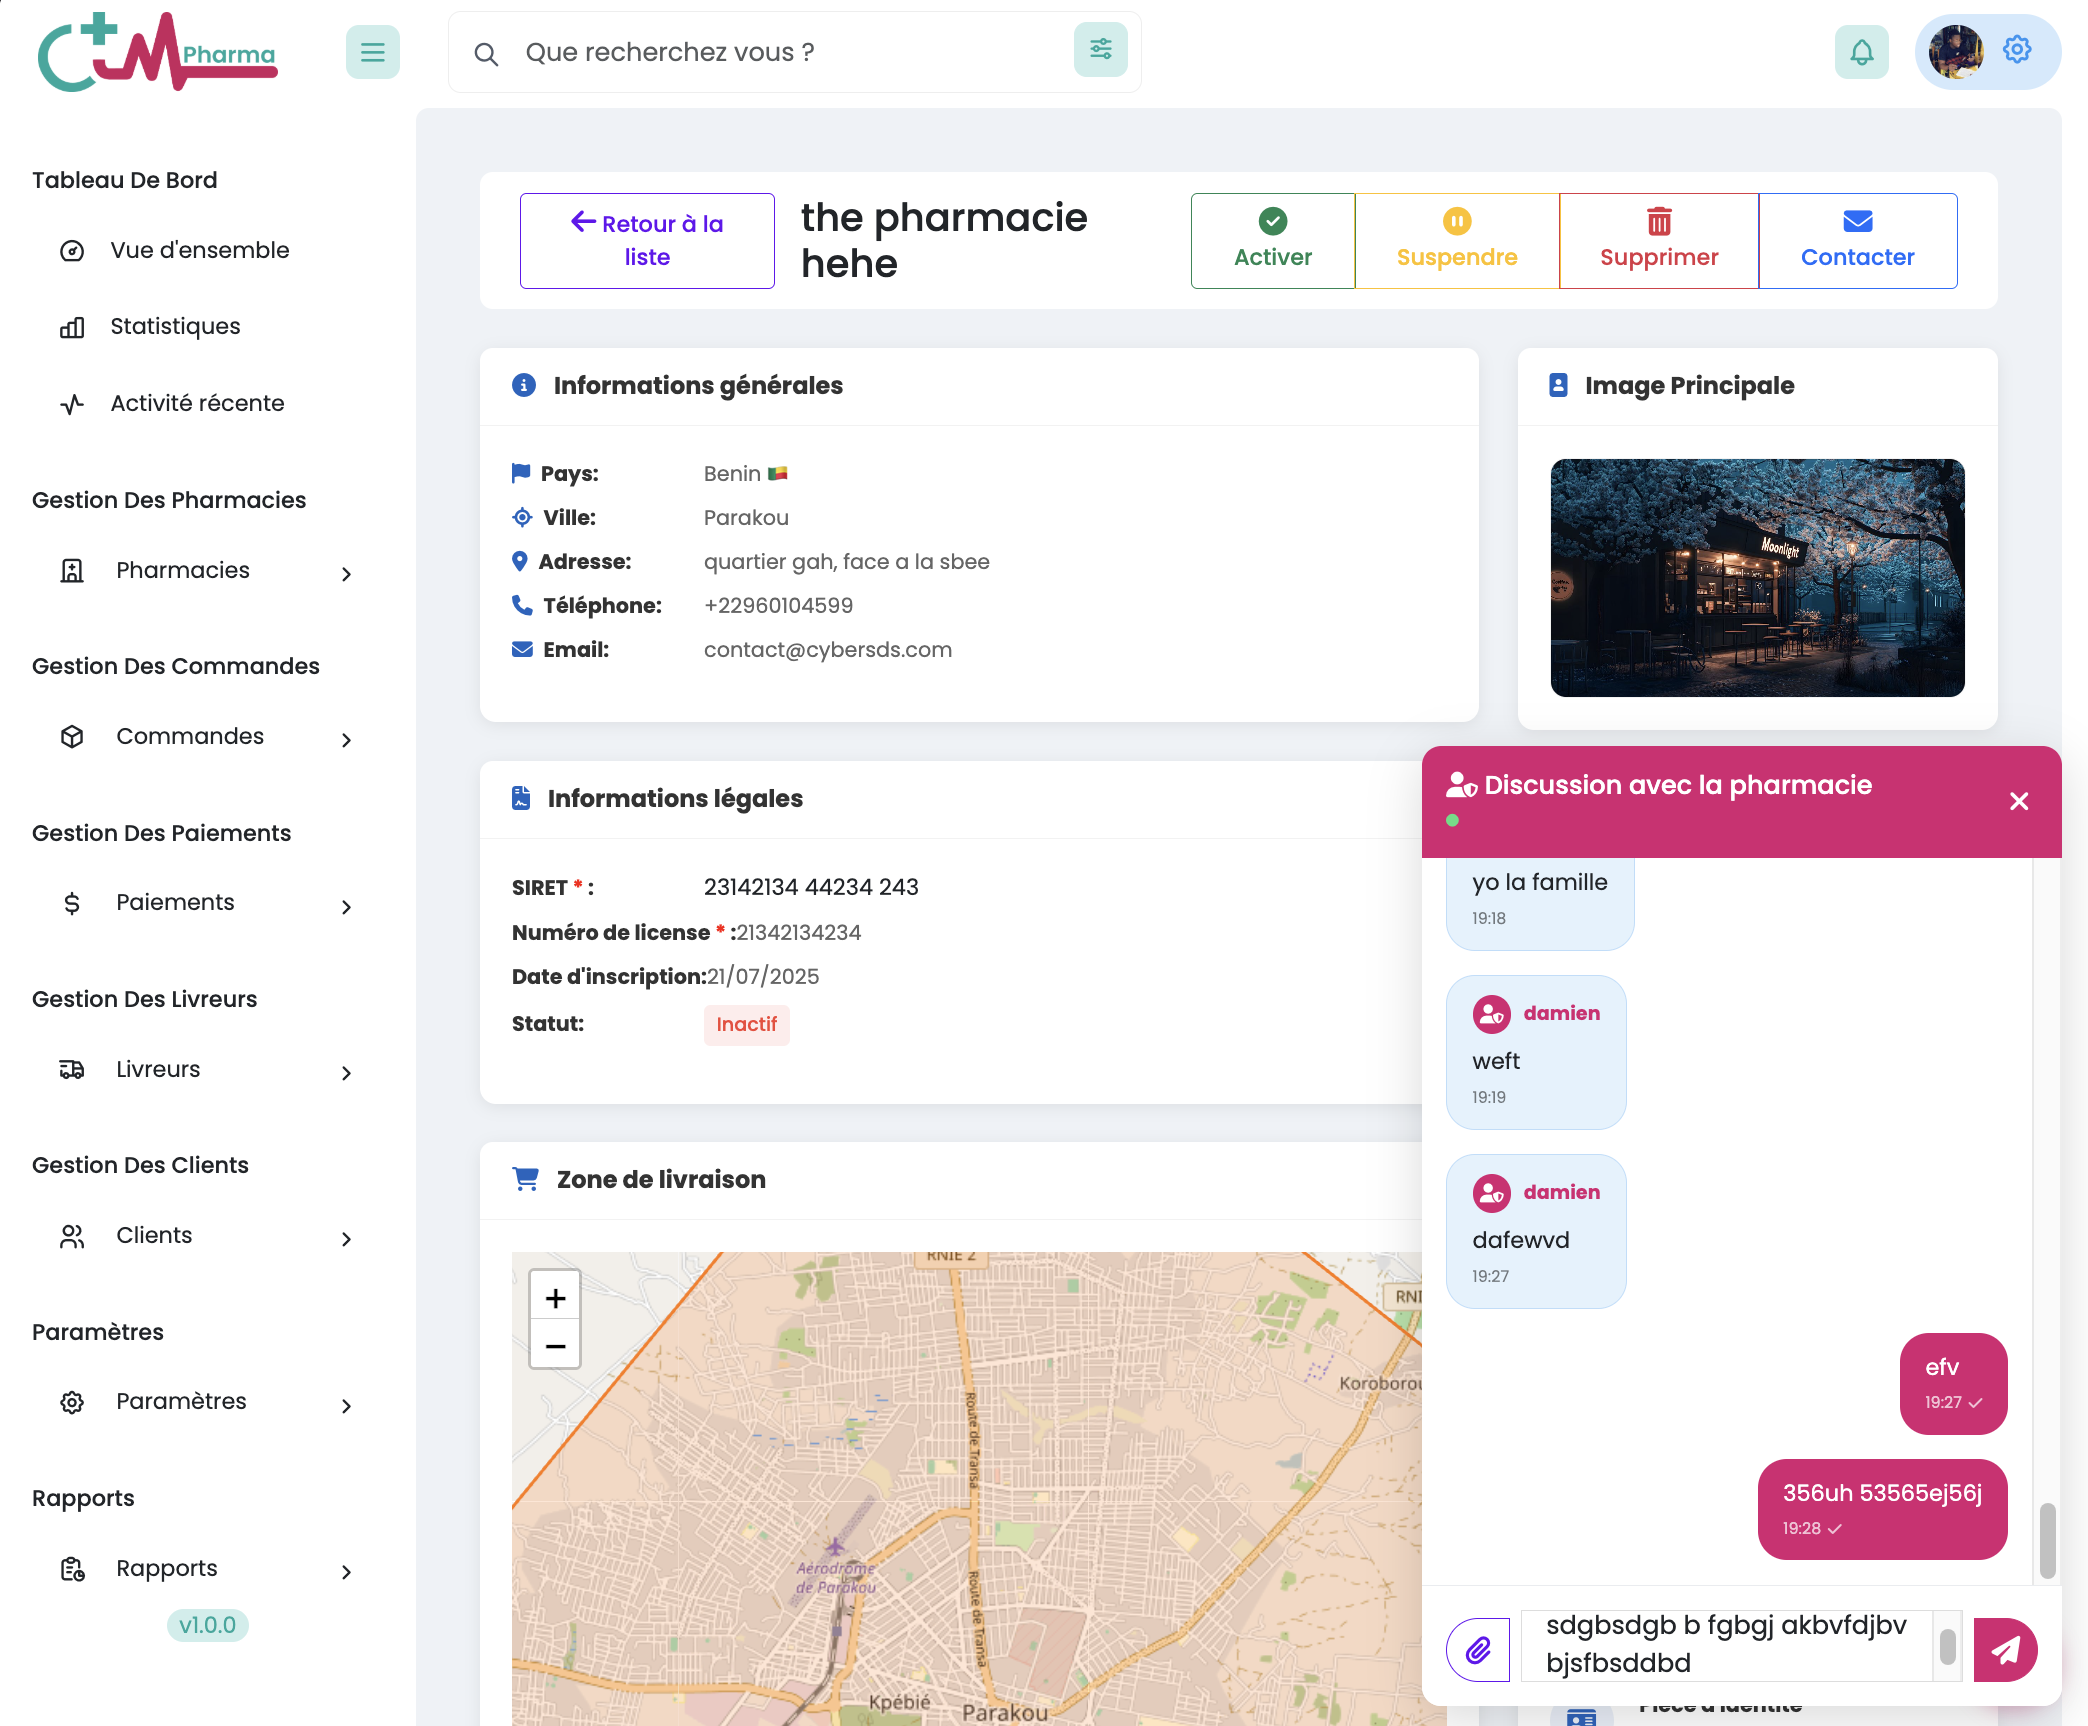 Pharma
Que recherchez vous ?
Tableau De Bord
Vue d'ensemble
Statistiques
Activité récente
Gestion Des Pharmacies
Pharmacies
Gestion Des Commandes
Commandes
Gestion Des Paiements
Paiements
Gestion Des Livreurs
Livreurs
Gestion Des Clients
Clients
Paramètres
Paramètres
Rapports
Rapports
v1.0.0
Retour à la
liste
the pharmacie
hehe
Activer
Suspendre
Supprimer
Contacter
Informations générales
Pays: Benin
Ville: Parakou
Adresse: quartier gah, face a la sbee
Téléphone: +22960104599
Email: contact@cybersds.com
Image Principale
Moonlight
Informations légales
SIRET * : 23142134 44234 243
Numéro de license * :21342134234
Date d'inscription:21/07/2025
Statut: Inactif
Zone de livraison
+
−
RNIE 2
RNI
Koroborou
Route de Transa
Aérodrome
de Parakou
Route de Transa
Kpébié
Parakou
Discussion avec la pharmacie
yo la famille
19:18
damien
weft
19:19
damien
dafewvd
19:27
efv
19:27
356uh 53565ej56j
19:28
sdgbsdgb b fgbgj akbvfdjbv
bjsfbsddbd
Pièce d'identité